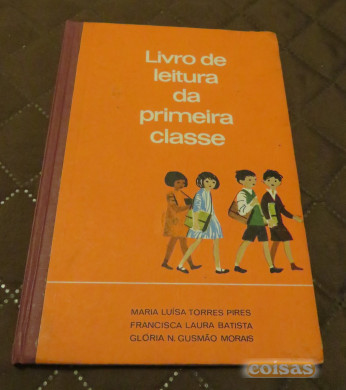 Livro de
leitura
da
primeira
classe
MARIA LUÍSA TORRES PIRES
FRANCISCA LAURA BATISTA
GLÓRIA N. GUSMÃO MORAIS
coisas